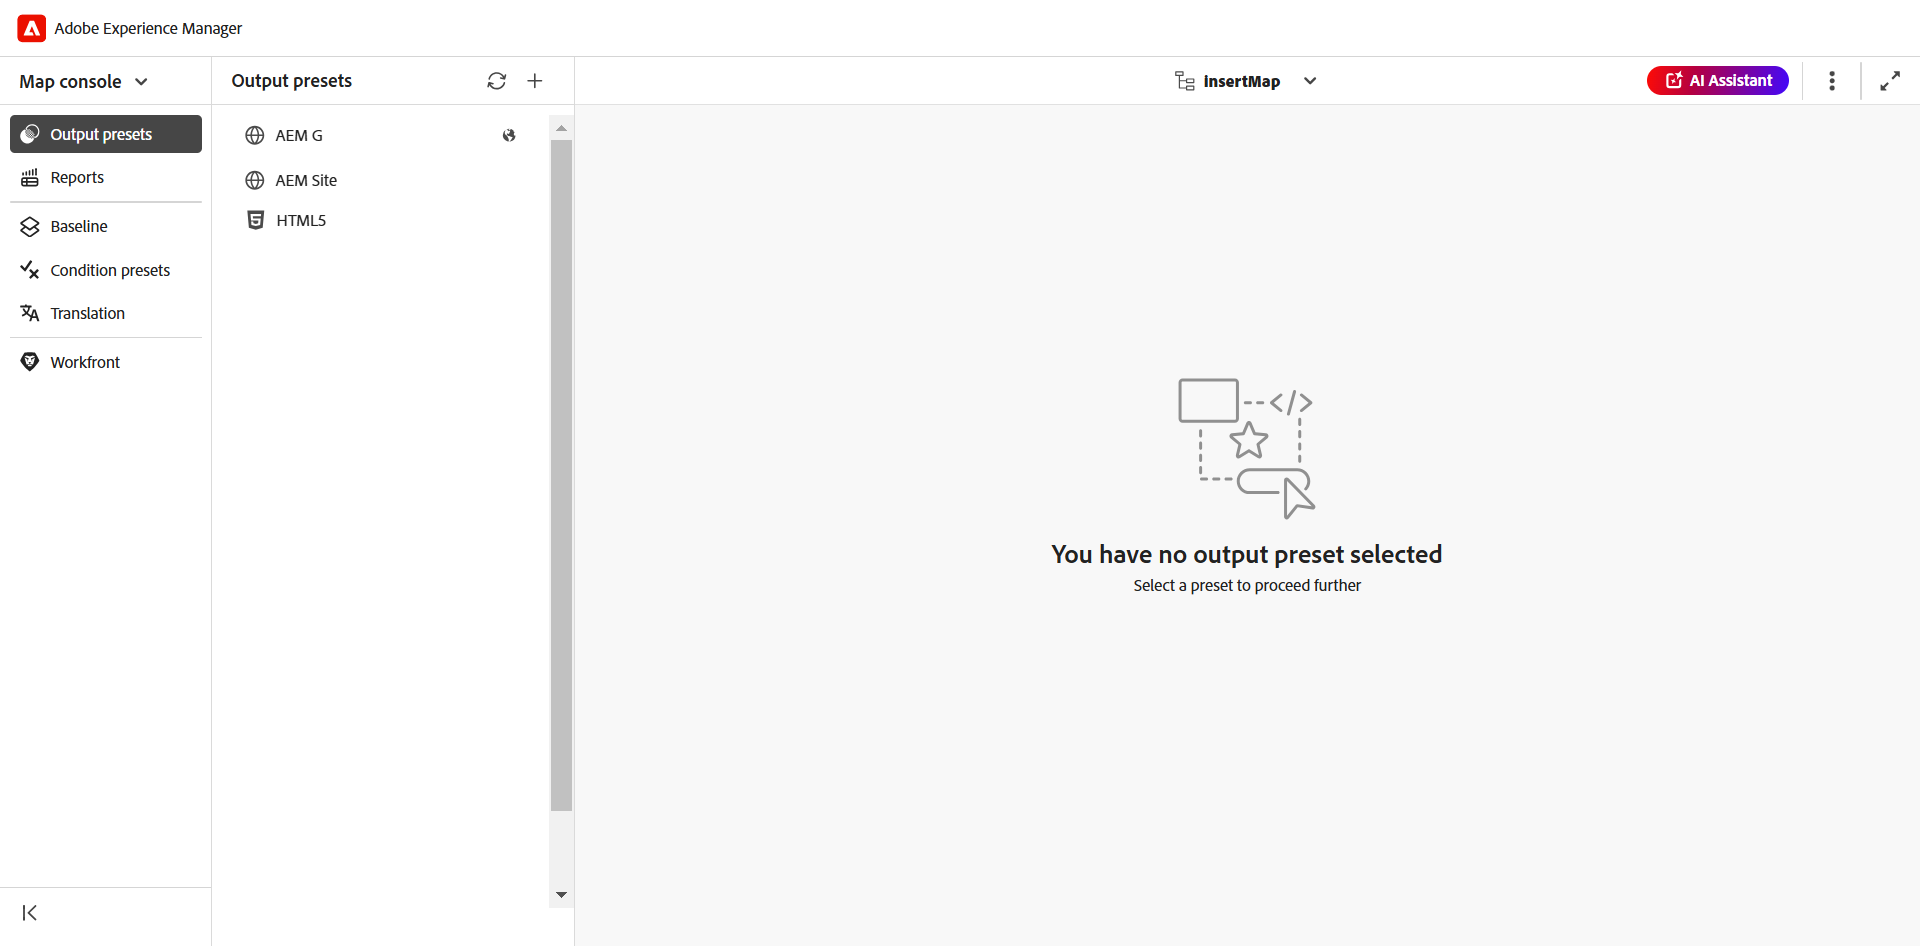 Adobe Experience Manager
Map console
Output presets
Reports
Baseline
Condition presets
Translation
Workfront
Output presets
AEM G
AEM Site
HTML5
insertMap
AI Assistant
You have no output preset selected
Select a preset to proceed further